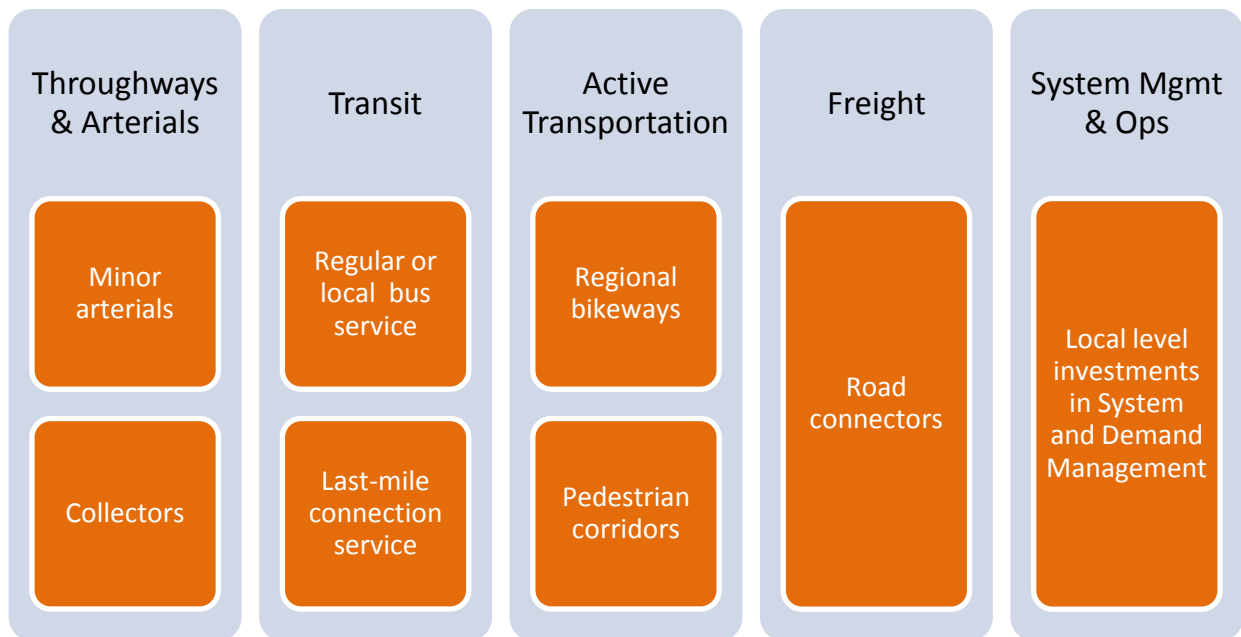 Throughways
& Arterials
Minor
arterials
Collectors
Transit
Regular or
local bus
service
Last-mile
connection
service
Active
Transportation
Regional
bikeways
Pedestrian
corridors
Freight
Road
connectors
System Mgmt
& Ops
Local level
investments
in System
and Demand
Management